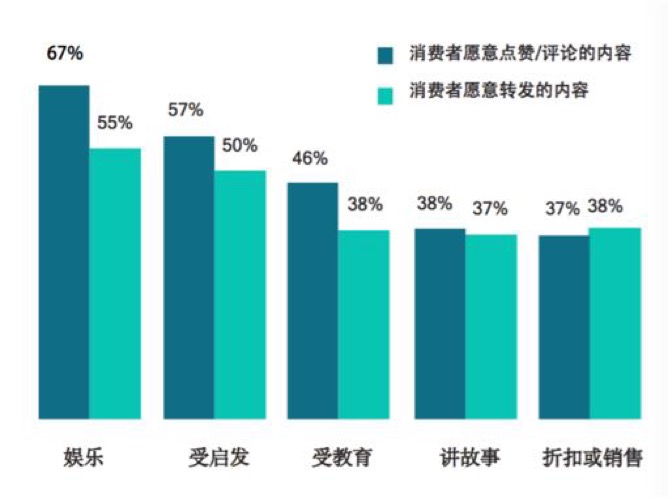 67%
消费者愿意点赞/评论的内容
消费者愿意转发的内容
55%
57%
50%
46%
38%
38%
37%
37%
38%
娱乐
受启发
受教育
讲故事
折扣或销售